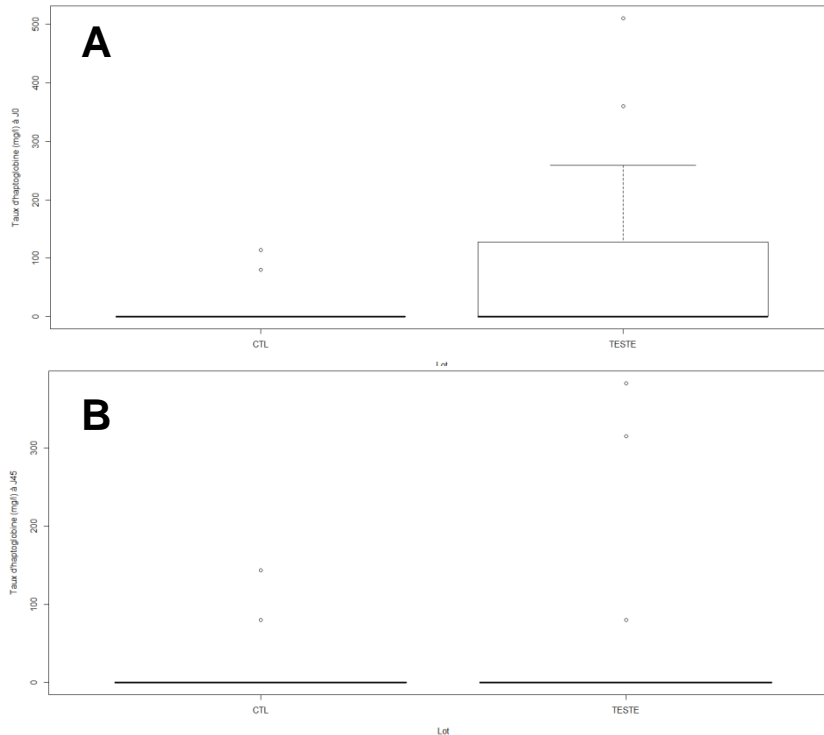 A
Taux d'haptoglobine (mg/l) à J0
500
400
300
200
100
0
CTL
TESTE
Lot
B
Taux d'haptoglobine (mg/l) à J45
300
200
100
0
CTL
TESTE
Lot